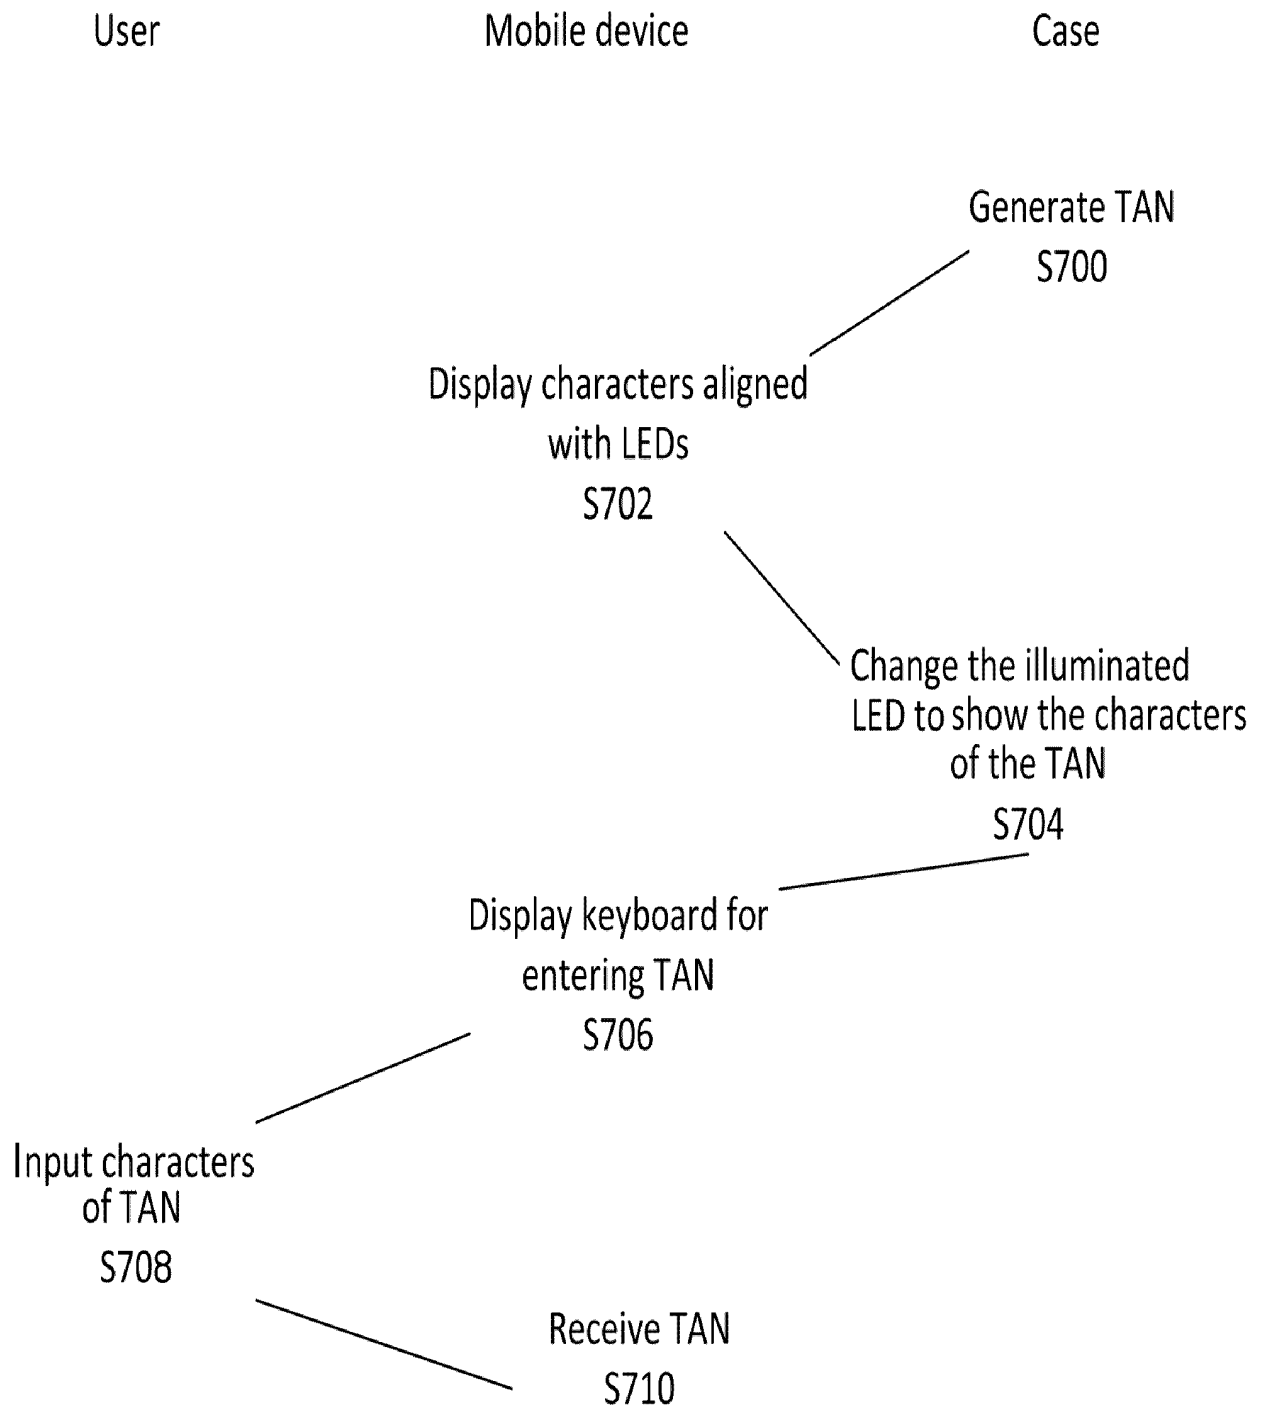 User
Mobile device
Case
Generate TAN
S700
Display characters aligned
with LEDs
S702
Change the illuminated
LED to show the characters
of the TAN
S704
Display keyboard for
entering TAN
S706
Input characters
of TAN
S708
Receive TAN
S710